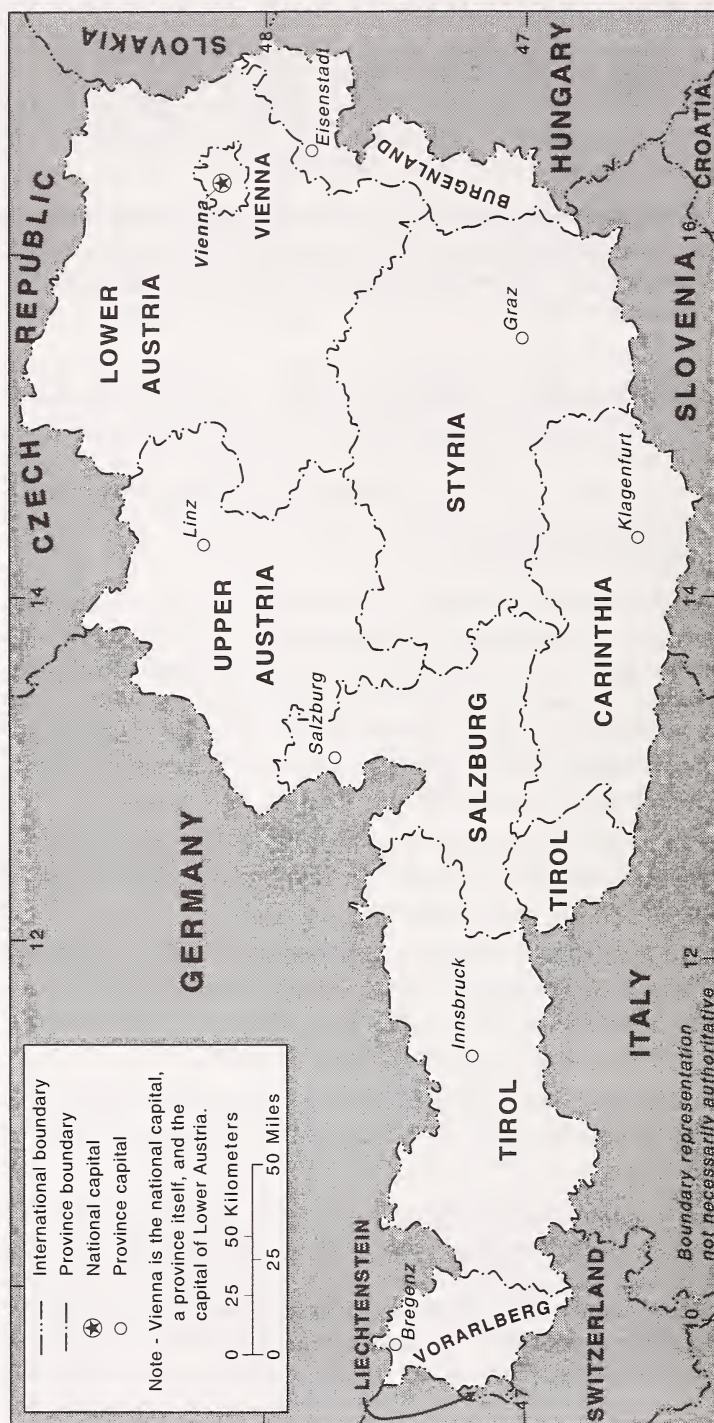 International boundary
Province boundary
National capital
Province capital
Note - Vienna is the national capital,
a province itself, and the
capital of Lower Austria.
0 25 50 Kilometers
0 25 50 Miles
12
14
CZECH REPUBLIC
SLOVAKIA
GERMANY
48
LOWER
AUSTRIA
Vienna
VIENNA
Linz
UPPER
AUSTRIA
Eisenstadt
Salzburg
BURGENLAND
LIECHTENSTEIN
Bregenz
VORARLBERG
Innsbruck
TIROL
SALZBURG
STYRIA
Graz
47
47
HUNGARY
TIROL
CARINTHIA
Klagenfurt
SWITZERLAND
ITALY
SLOVENIA
16
CROATIA
10
12
14
Boundary representation
not necessarily authoritative